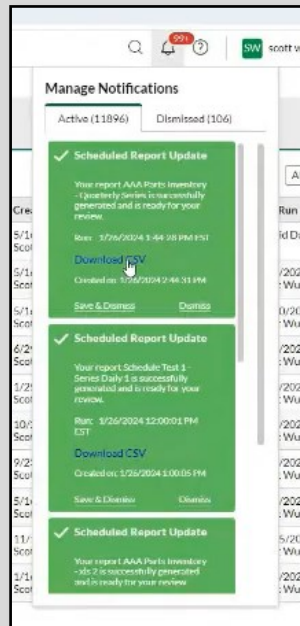 99+
SW scott w
Manage Notifications
Active (11896) Dismissed (106)
Scheduled Report Update
Your report AAA Parts Inventory
- Quarterly Series is successfully
generated and is ready for your
review.
Run: 1/26/2024 1:44:28 PM EST
Download CSV
Created on: 1/26/2024 2:44:31 PM
Save & Dismiss Dismiss
Scheduled Report Update
Your report Schedule Test 1 -
Series Daily 1 is successfully
generated and is ready for your
review.
Run: 1/26/2024 12:00:01 PM
EST
Download CSV
Created on: 1/26/2024 1:00:05 PM
Save & Dismiss Dismiss
Scheduled Report Update
Your report AAA Parts Inventory
- xls 2 is successfully generated
and is ready for your review
Run